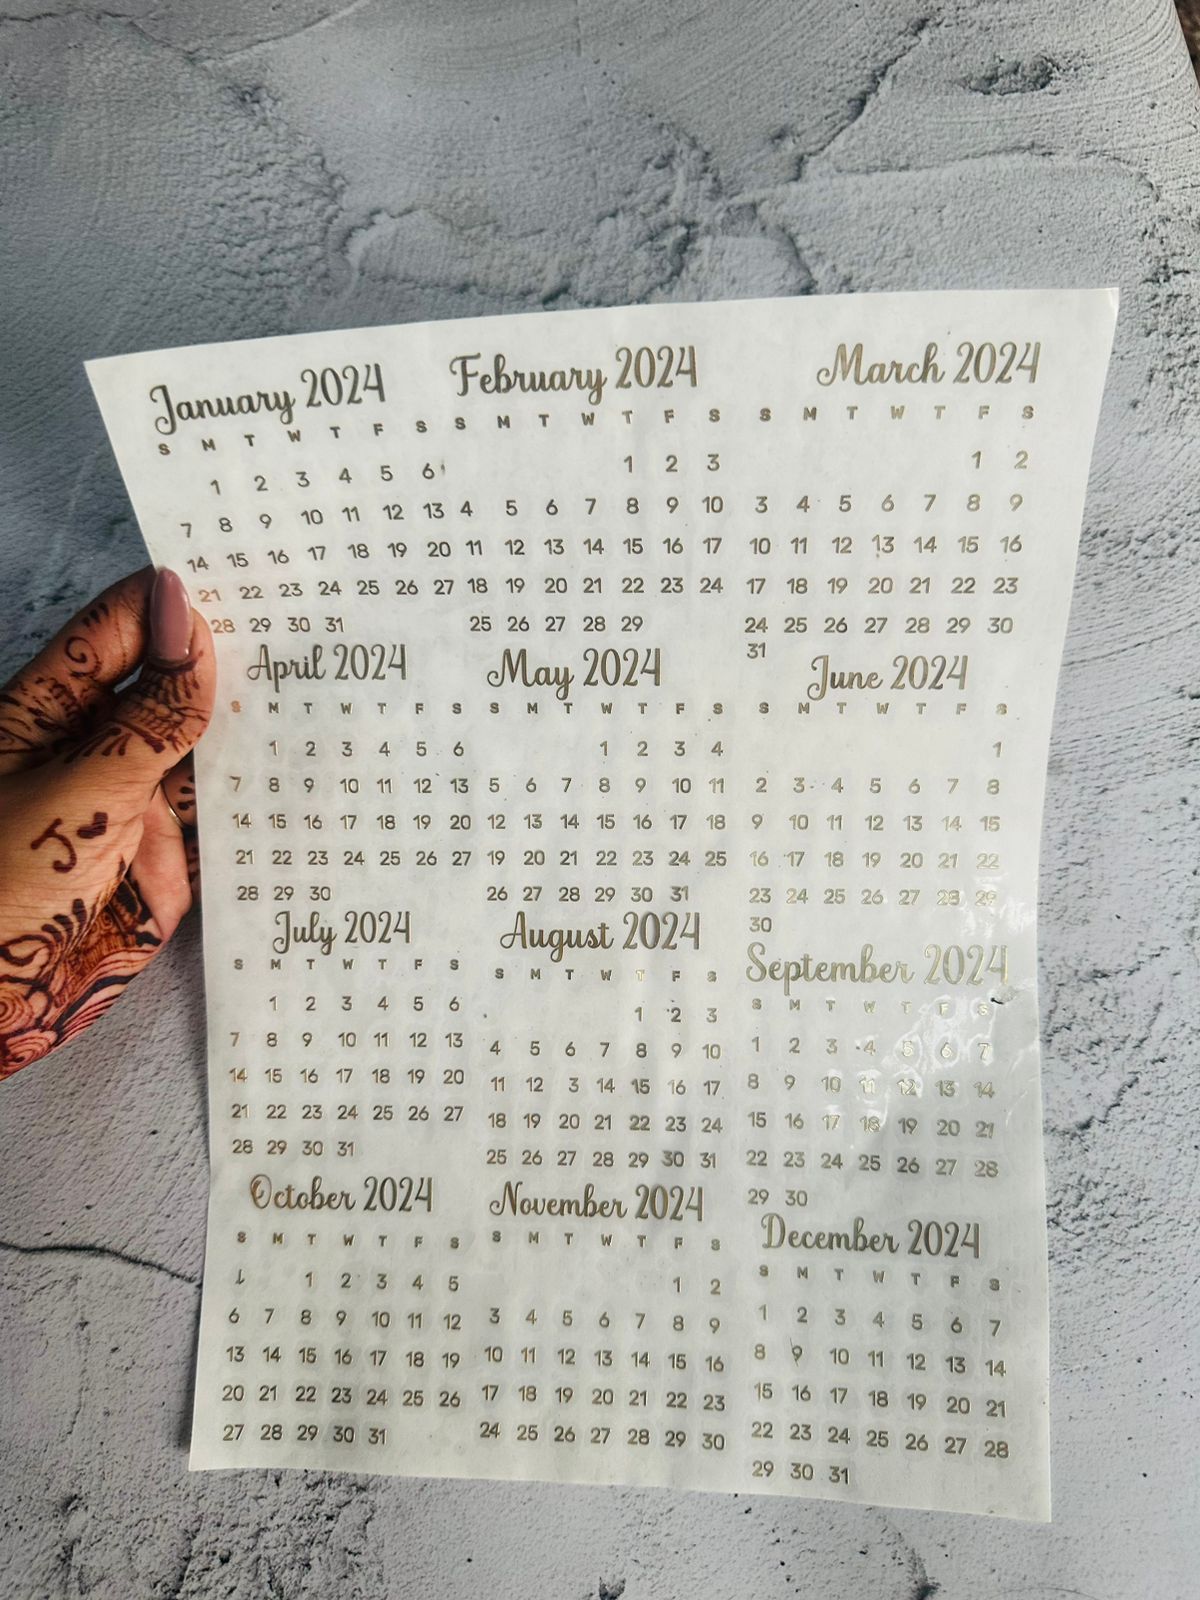 January 2024
S M T W T F S
1 2 3 4 5 6
7 8 9 10 11 12 13
14 15 16 17 18 19 20
21 22 23 24 25 26 27
28 29 30 31
February 2024
S M T W T F S
1 2 3
4 5 6 7 8 9 10
11 12 13 14 15 16 17
18 19 20 21 22 23 24
25 26 27 28 29
March 2024
S M T W T F S
1 2
3 4 5 6 7 8 9
10 11 12 13 14 15 16
17 18 19 20 21 22 23
24 25 26 27 28 29 30
31
April 2024
S M T W T F S
1 2 3 4 5 6
7 8 9 10 11 12 13
14 15 16 17 18 19 20
21 22 23 24 25 26 27
28 29 30
May 2024
S M T W T F S
1 2 3 4
5 6 7 8 9 10 11
12 13 14 15 16 17 18
19 20 21 22 23 24 25
26 27 28 29 30 31
June 2024
S M T W T F S
1
2 3 4 5 6 7 8
9 10 11 12 13 14 15
16 17 18 19 20 21 22
23 24 25 26 27 28 29
30
July 2024
S M T W T F S
1 2 3 4 5 6
7 8 9 10 11 12 13
14 15 16 17 18 19 20
21 22 23 24 25 26 27
28 29 30 31
August 2024
S M T W T F S
1 2 3
4 5 6 7 8 9 10
11 12 3 14 15 16 17
18 19 20 21 22 23 24
25 26 27 28 29 30 31
September 2024
S M T W T F S
1 2 3 4 5 6 7
8 9 10 11 12 13 14
15 16 17 18 19 20 21
22 23 24 25 26 27 28
29 30
October 2024
S M T W T F S
1 2 3 4 5
6 7 8 9 10 11 12
13 14 15 16 17 18 19
20 21 22 23 24 25 26
27 28 29 30 31
November 2024
S M T W T F S
1 2
3 4 5 6 7 8 9
10 11 12 13 14 15 16
17 18 19 20 21 22 23
24 25 26 27 28 29 30
December 2024
S M T W T F S
1 2 3 4 5 6 7
8 9 10 11 12 13 14
15 16 17 18 19 20 21
22 23 24 25 26 27 28
29 30 31
J